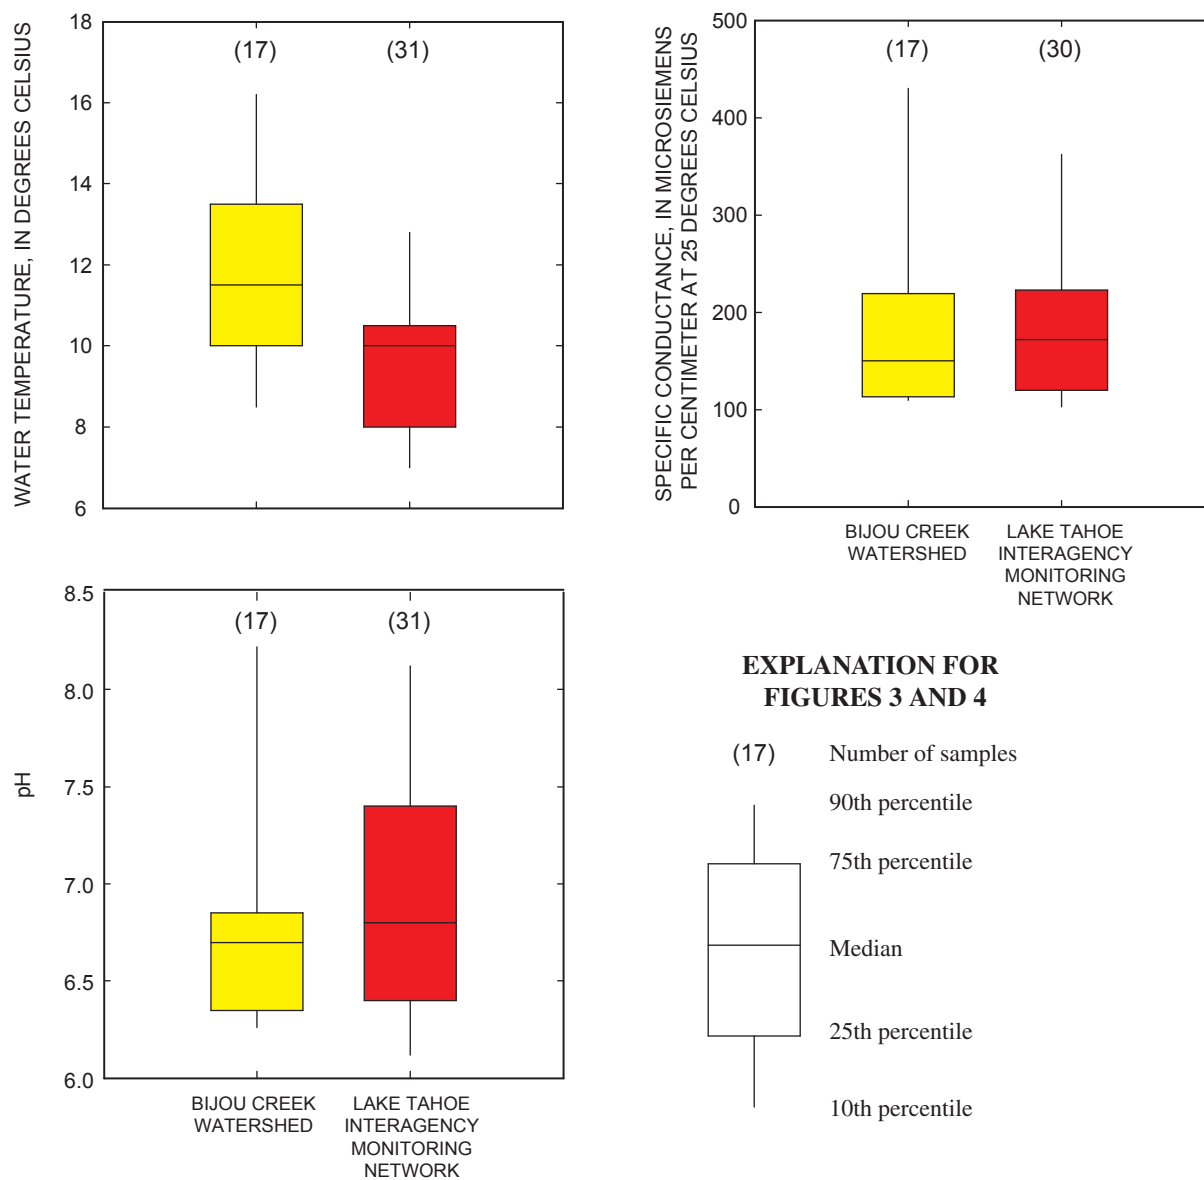 WATER TEMPERATURE, IN DEGREES CELSIUS
18
16
14
12
10
8
6
(17)
(31)
SPECIFIC CONDUCTANCE, IN MICROSIEMENS
PER CENTIMETER AT 25 DEGREES CELSIUS
500
400
300
200
100
0
(17)
(30)
BIJOU CREEK
WATERSHED
LAKE TAHOE
INTERAGENCY
MONITORING
NETWORK
pH
8.5
8.0
7.5
7.0
6.5
6.0
(17)
(31)
BIJOU CREEK
WATERSHED
LAKE TAHOE
INTERAGENCY
MONITORING
NETWORK
EXPLANATION FOR
FIGURES 3 AND 4
(17) Number of samples
90th percentile
75th percentile
Median
25th percentile
10th percentile